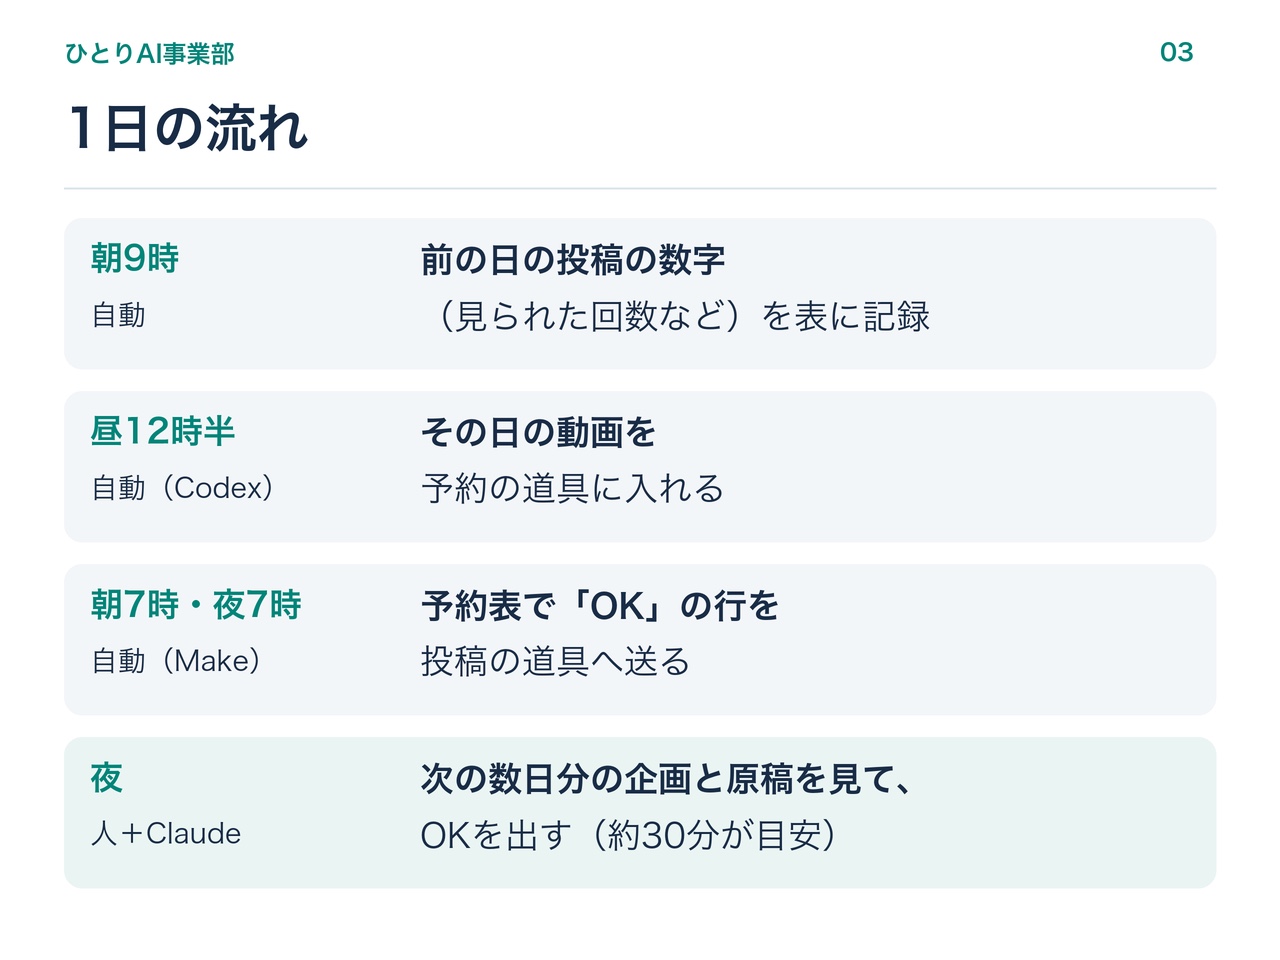 ひとりAI事業部
03
1日の流れ
朝9時
自動
前の日の投稿の数字
（見られた回数など）を表に記録
昼12時半
自動（Codex）
その日の動画を
予約の道具に入れる
朝7時・夜7時
自動（Make）
予約表で「OK」の行を
投稿の道具へ送る
夜
人＋Claude
次の数日分の企画と原稿を見て、
OKを出す（約30分が目安）